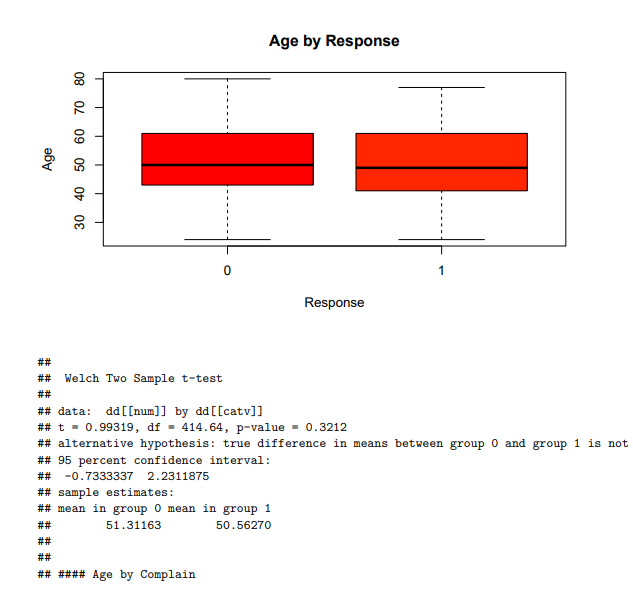 Age by Response
80
70
60
50
40
30
Age
0 1
Response
##
## Welch Two Sample t-test
##
## data: dd[[num]] by dd[[catv]]
## t = 0.99319, df = 414.64, p-value = 0.3212
## alternative hypothesis: true difference in means between group 0 and group 1 is not
## 95 percent confidence interval:
## -0.7333337 2.2311875
## sample estimates:
## mean in group 0 mean in group 1
## 51.31163 50.56270
##
##
## #### Age by Complain